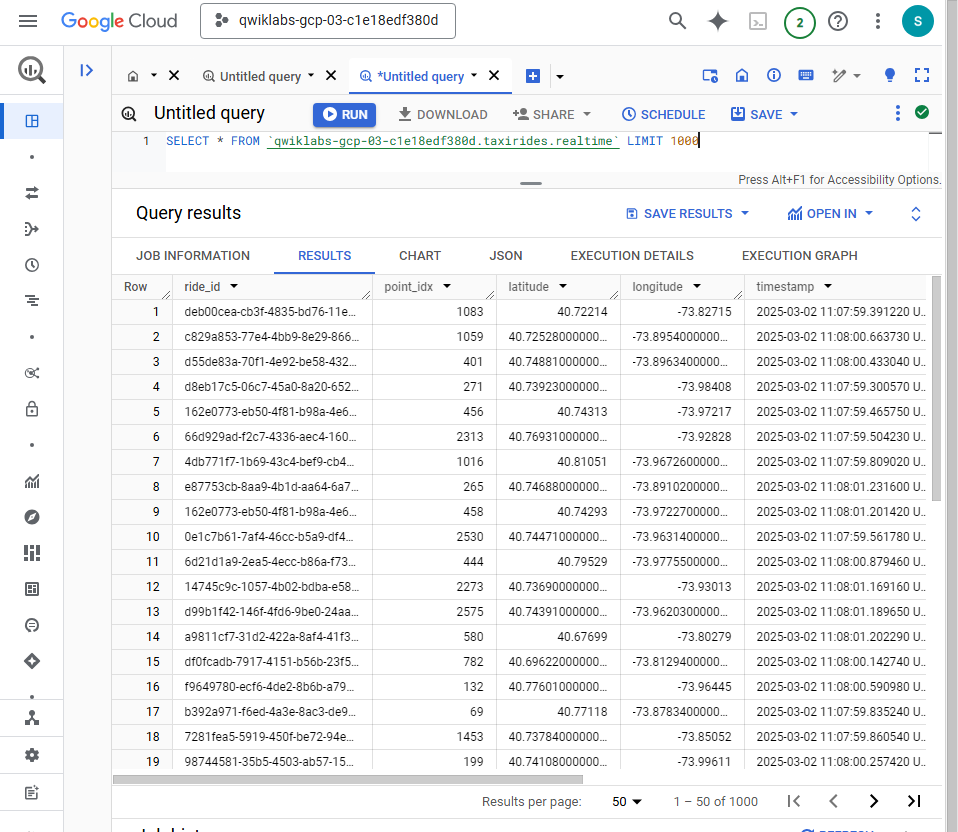 Google Cloud qwiklabs-gcp-03-c1e18edf380d 2 S
Untitled query *Untitled query
Untitled query RUN DOWNLOAD SHARE SCHEDULE SAVE
1 SELECT * FROM `qwiklabs-gcp-03-c1e18edf380d.taxirides.realtime` LIMIT 1000
Press Alt+F1 for Accessibility Options.
Query results SAVE RESULTS OPEN IN
JOB INFORMATION RESULTS CHART JSON EXECUTION DETAILS EXECUTION GRAPH
Row ride_id point_idx latitude longitude timestamp
1 deb00cea-cb3f-4835-bd76-11e... 1083 40.72214 -73.82715 2025-03-02 11:07:59.391220 U..
2 c829a853-77e4-4bb9-8e29-866... 1059 40.72528000000... -73.8954000000... 2025-03-02 11:08:00.663730 U..
3 d55de83a-70f1-4e92-be58-432... 401 40.74881000000... -73.8963400000... 2025-03-02 11:08:00.433040 U..
4 d8eb17c5-06c7-45a0-8a20-652... 271 40.73923000000... -73.98408 2025-03-02 11:07:59.300570 U..
5 162e0773-eb50-4f81-b98a-4e6... 456 40.74313 -73.97217 2025-03-02 11:07:59.465750 U..
6 66d929ad-f2c7-4336-aec4-160... 2313 40.76931000000... -73.92828 2025-03-02 11:07:59.504230 U..
7 4db771f7-1b69-43c4-bef9-cb4... 1016 40.81051 -73.9672600000... 2025-03-02 11:07:59.809020 U..
8 e87753cb-8aa9-4b1d-aa64-6a7... 265 40.74688000000... -73.8910200000... 2025-03-02 11:08:01.231600 U..
9 162e0773-eb50-4f81-b98a-4e6... 458 40.74293 -73.9722700000... 2025-03-02 11:08:01.201420 U..
10 0e1c7b61-7af4-46cc-b5a9-df4... 2530 40.74471000000... -73.9631400000... 2025-03-02 11:07:59.561780 U..
11 6d21d1a9-2ea5-4ecc-b86a-f73... 444 40.79529 -73.9775500000... 2025-03-02 11:08:00.879460 U..
12 14745c9c-1057-4b02-bdba-e58... 2273 40.73690000000... -73.93013 2025-03-02 11:08:01.169160 U..
13 d99b1f42-146f-4fd6-9be0-24aa... 2575 40.74391000000... -73.9620300000... 2025-03-02 11:08:01.189650 U..
14 a9811cf7-31d2-422a-8af4-41f3... 580 40.67699 -73.80279 2025-03-02 11:08:01.202290 U..
15 df0fcadb-7917-4151-b56b-23f5... 782 40.69622000000... -73.8129400000... 2025-03-02 11:08:00.142740 U..
16 f9649780-ecf6-4de2-8b6b-a79... 132 40.77601000000... -73.96445 2025-03-02 11:08:00.590980 U..
17 b392a971-f6ed-4a3e-8ac3-de9... 69 40.77118 -73.8783400000... 2025-03-02 11:07:59.835240 U..
18 7281fea5-5919-450f-be72-94e... 1453 40.73784000000... -73.85052 2025-03-02 11:07:59.860540 U..
19 98744581-35b5-4503-ab57-15... 199 40.74108000000... -73.99611 2025-03-02 11:08:00.257420 U..
Results per page: 50 1 – 50 of 1000